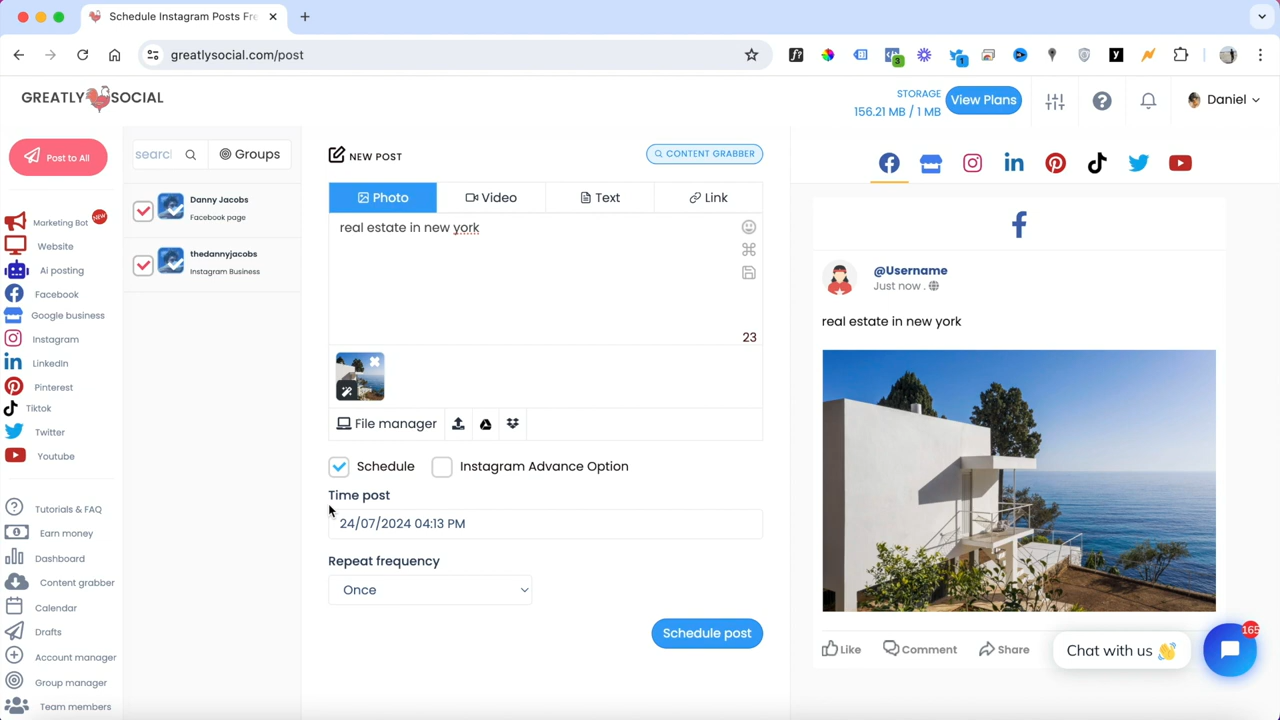 Schedule Instagram Posts Fre
greatlysocial.com/post
3
1
GREATLY SOCIAL
STORAGE
156.21 MB / 1 MB
View Plans
Daniel
Post to All
Marketing Bot NEW
Website
Ai posting
Facebook
Google business
Instagram
LinkedIn
Pinterest
Tiktok
Twitter
Youtube
Tutorials & FAQ
Earn money
Dashboard
Content grabber
Calendar
Drafts
Account manager
Group manager
Team members
searc
Groups
Danny Jacobs
Facebook page
thedannyjacobs
Instagram Business
NEW POST
CONTENT GRABBER
Photo
Video
Text
Link
real estate in new york
23
File manager
Schedule
Instagram Advance Option
Time post
24/07/2024 04:13 PM
Repeat frequency
Once
Schedule post
@Username
Just now .
real estate in new york
Like
Comment
Share
Chat with us 👋
165